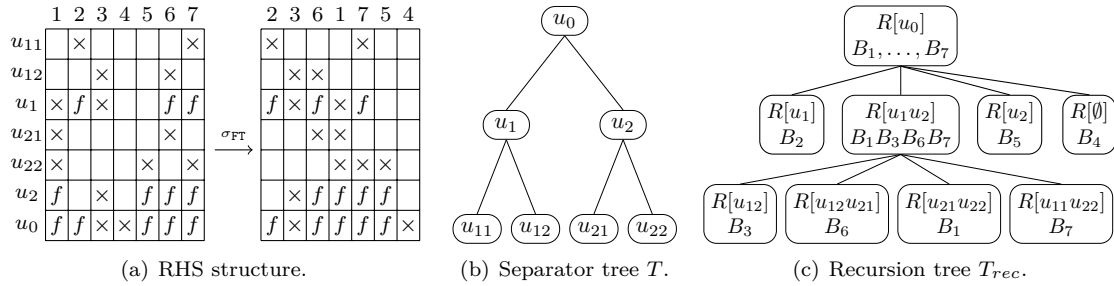 1 2 3 4 5 6 7
u₁₁ × ×
u₁₂ × ×
u₁ × f × f f
u₂₁ × ×
u₂₂ × × ×
u₂ f × f f f
u₀ f f × × f f f
σ_FT
2 3 6 1 7 5 4
× ×
× ×
f × f × f
× ×
× × ×
× f f f f
f × f f f f ×
(a) RHS structure.
u₀
u₁ u₂
u₁₁ u₁₂ u₂₁ u₂₂
(b) Separator tree T.
R[u₀]
B₁, . . . , B₇
R[u₁] R[u₁u₂] R[u₂] R[∅]
B₂ B₁B₃B₆B₇ B₅ B₄
R[u₁₂] R[u₁₂u₂₁] R[u₂₁u₂₂] R[u₁₁u₂₂]
B₃ B₆ B₁ B₇
(c) Recursion tree T_rec.